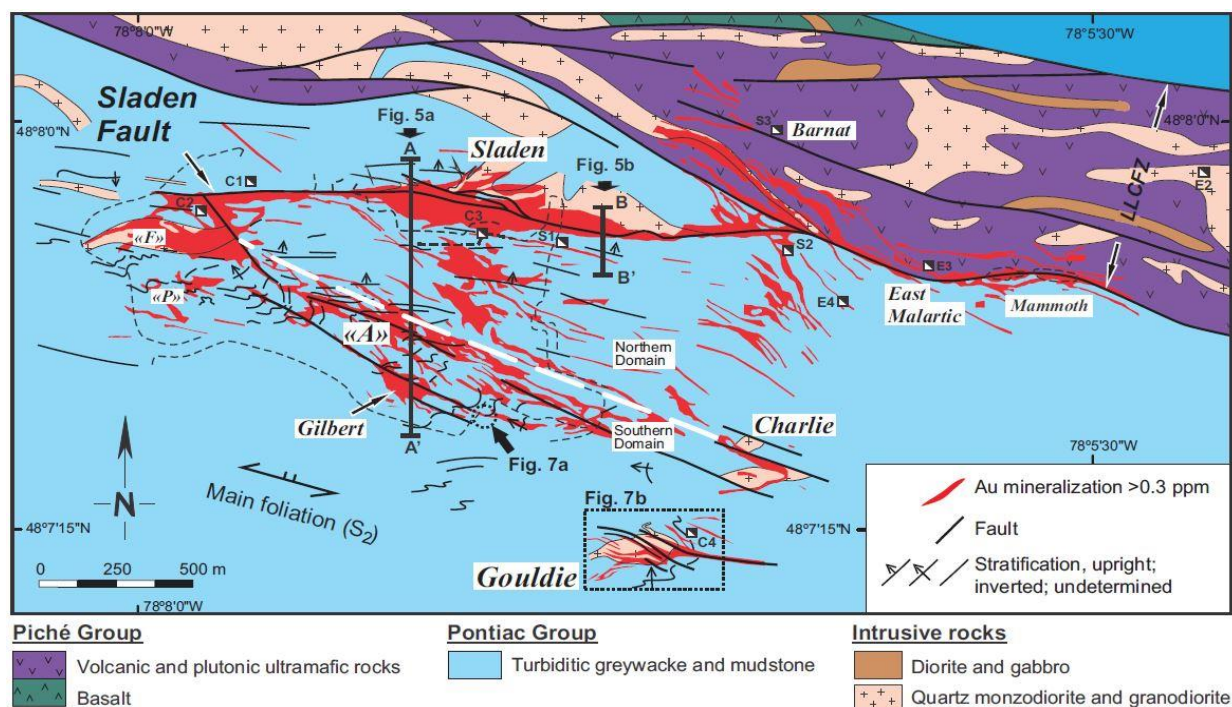 78°8'0"W
78°5'30"W
Sladen
Fault
48°8'0"N
48°8'0"N
Fig. 5a
A
Sladen
Fig. 5b
B
B'
S3
Barnat
LLCFZ
E2
C1
C2
C3
S1
S2
E3
E4
«F»
«P»
«A»
East
Malartic
Mammoth
Northern
Domain
Southern
Domain
Gilbert
A'
Charlie
Fig. 7a
Main foliation (S2)
N
Fig. 7b
C4
Gouldie
48°7'15"N
48°7'15"N
78°5'30"W
0 250 500 m
78°8'0"W
Au mineralization >0.3 ppm
Fault
Stratification, upright;
inverted; undetermined
Piché Group
Volcanic and plutonic ultramafic rocks
Basalt
Pontiac Group
Turbiditic greywacke and mudstone
Intrusive rocks
Diorite and gabbro
Quartz monzodiorite and granodiorite